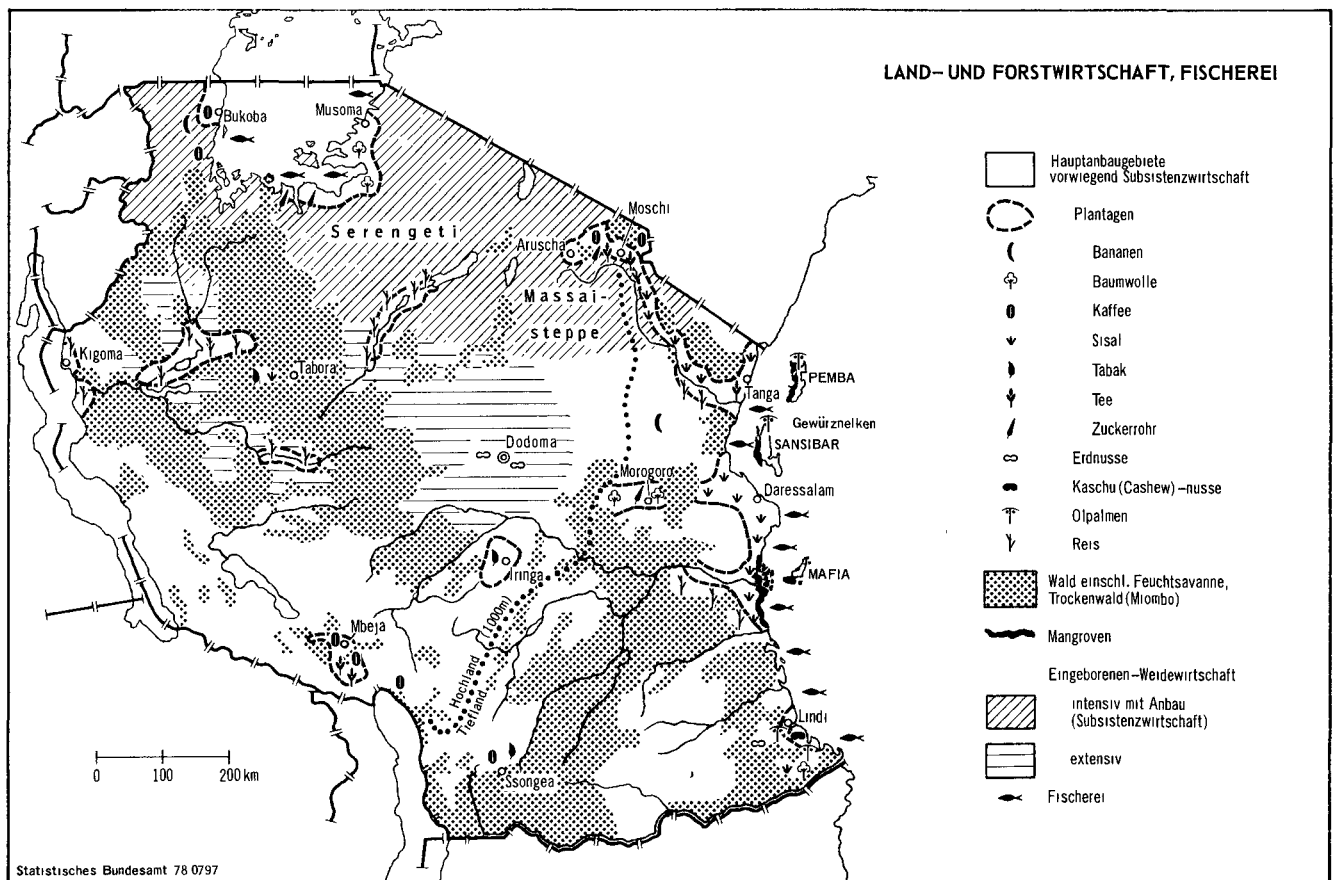 LAND- UND FORSTWIRTSCHAFT, FISCHEREI
Hauptanbaugebiete
vorwiegend Subsistenzwirtschaft
Plantagen
Bananen
Baumwolle
Kaffee
Sisal
Tabak
Tee
Zuckerrohr
Erdnusse
Kaschu (Cashew) -nusse
Olpalmen
Reis
Wald einschl. Feuchtsavanne,
Trockenwald (Miombo)
Mangroven
Eingeborenen-Weidewirtschaft
intensiv mit Anbau
(Subsistenzwirtschaft)
extensiv
Fischerei
Bukoba
Musoma
Serengeti
Moschi
Aruscha
Massai-
steppe
Kigoma
Tabora
Tanga
PEMBA
Gewürznelken
SANSIBAR
Dodoma
Morogoro
Daressalam
Iringa
MAFIA
Mbeja
Hochland
(1000m)
Tiefland
Lindi
Ssongea
0 100 200 km
Statistisches Bundesamt 78 0797